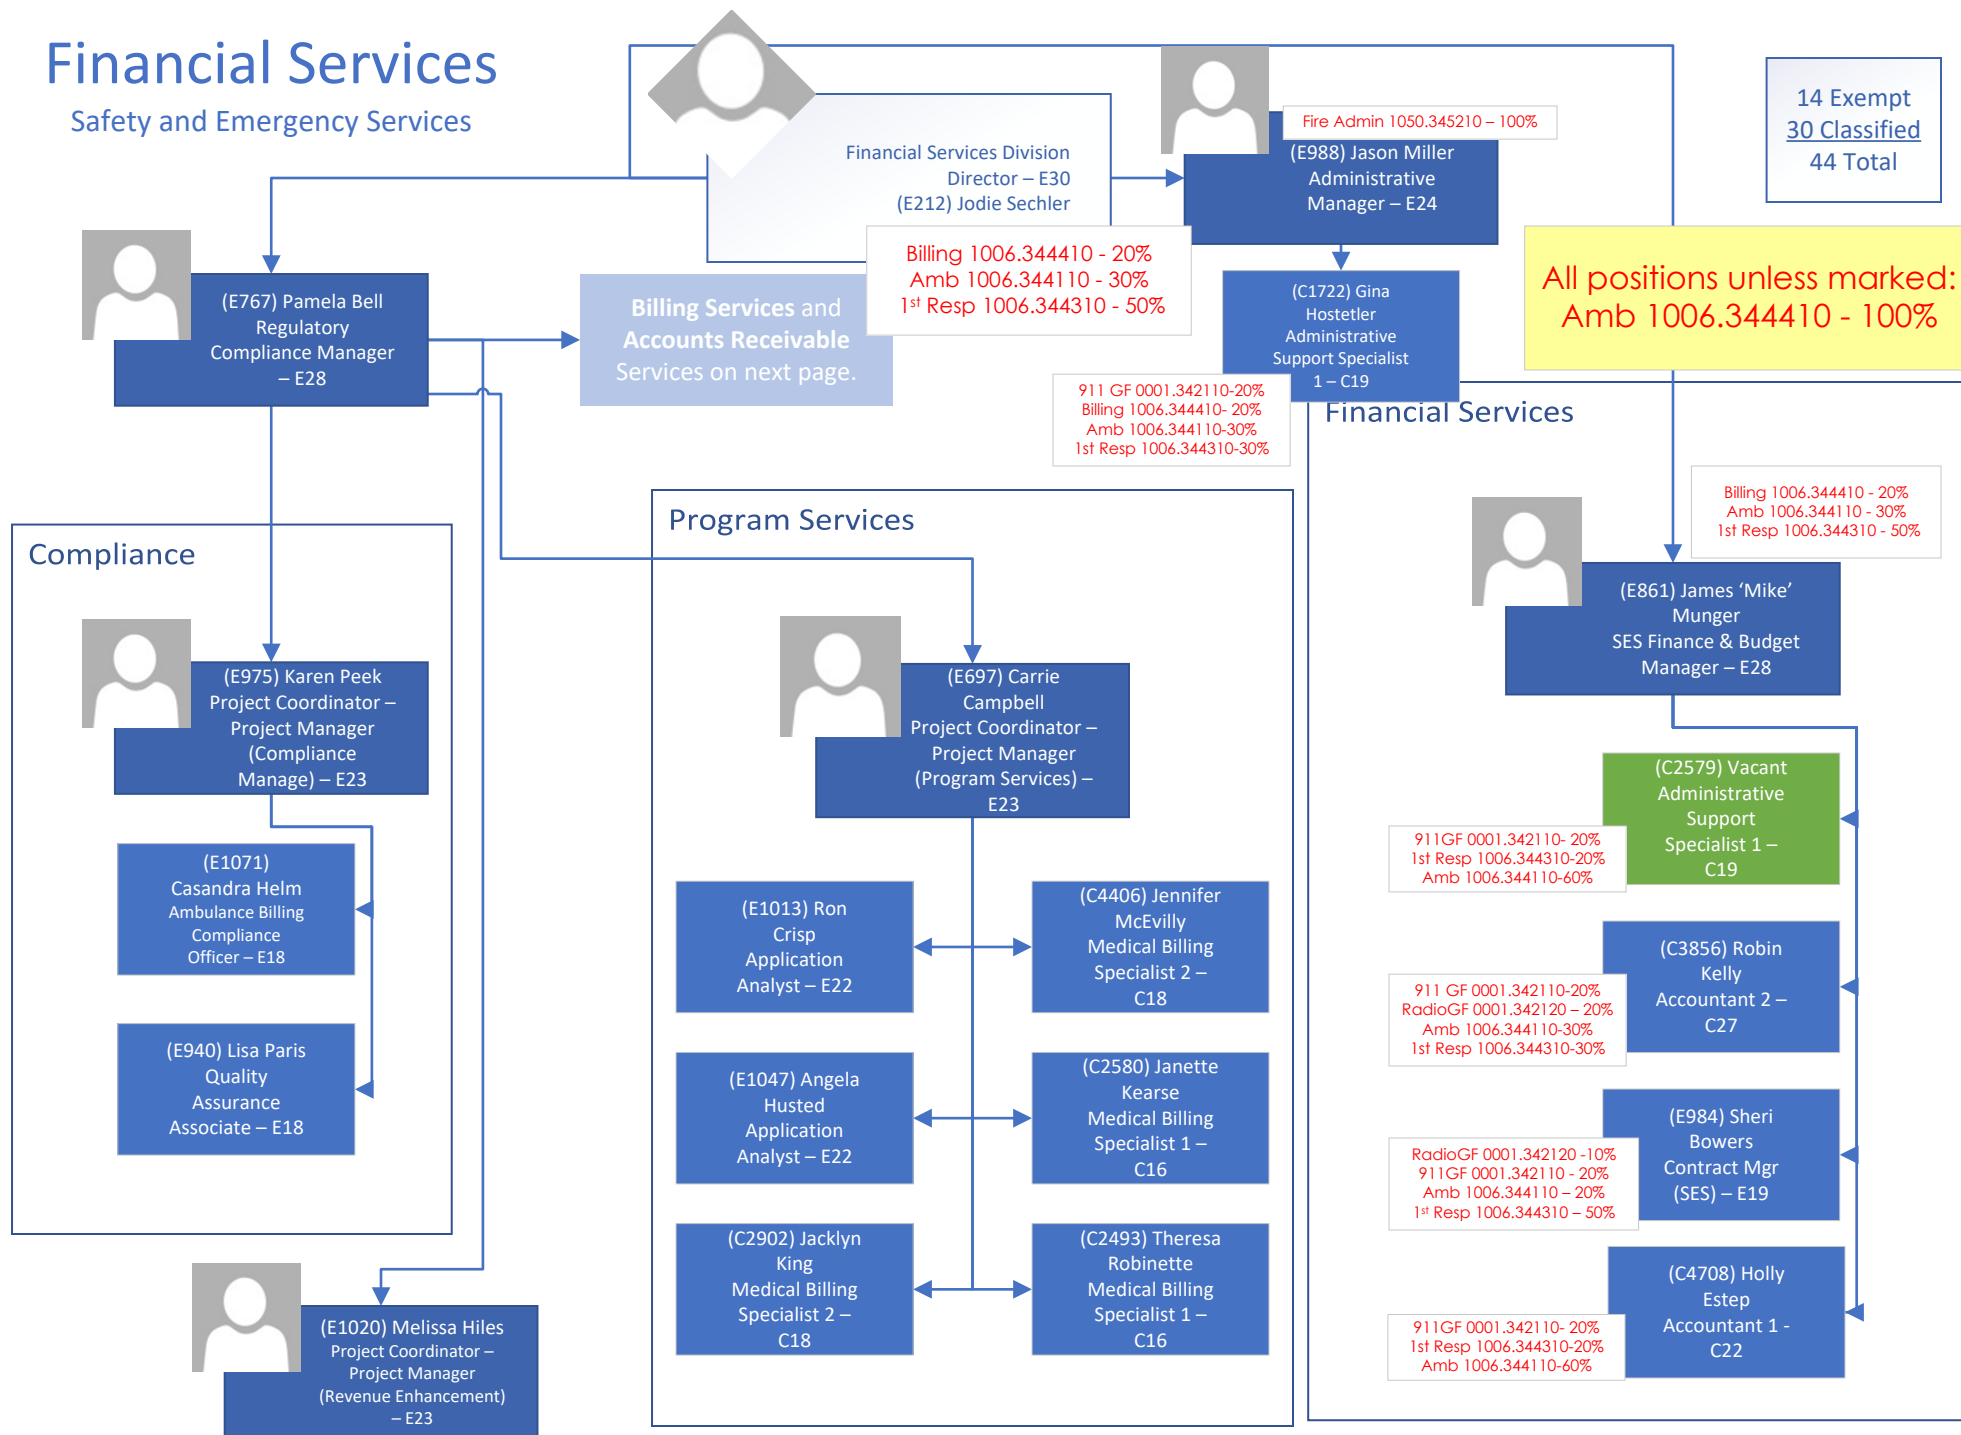 Financial Services
Safety and Emergency Services
Financial Services Division
Director – E30
(E212) Jodie Sechler
Billing 1006.344410 - 20%
Amb 1006.344110 - 30%
1st Resp 1006.344310 - 50%
Fire Admin 1050.345210 – 100%
(E988) Jason Miller
Administrative
Manager – E24
14 Exempt
30 Classified
44 Total
All positions unless marked:
Amb 1006.344410 - 100%
(E767) Pamela Bell
Regulatory
Compliance Manager
– E28
Billing Services and
Accounts Receivable
Services on next page.
(C1722) Gina
Hostetler
Administrative
Support Specialist
1 – C19
911 GF 0001.342110-20%
Billing 1006.344410- 20%
Amb 1006.344110-30%
1st Resp 1006.344310-30%
Compliance
(E975) Karen Peek
Project Coordinator –
Project Manager
(Compliance
Manage) – E23
(E1071)
Casandra Helm
Ambulance Billing
Compliance
Officer – E18
(E940) Lisa Paris
Quality
Assurance
Associate – E18
(E1020) Melissa Hiles
Project Coordinator –
Project Manager
(Revenue Enhancement)
– E23
Program Services
(E697) Carrie
Campbell
Project Coordinator –
Project Manager
(Program Services) –
E23
(E1013) Ron
Crisp
Application
Analyst – E22
(C4406) Jennifer
McEvilly
Medical Billing
Specialist 2 –
C18
(E1047) Angela
Husted
Application
Analyst – E22
(C2580) Janette
Kearse
Medical Billing
Specialist 1 –
C16
(C2902) Jacklyn
King
Medical Billing
Specialist 2 –
C18
(C2493) Theresa
Robinette
Medical Billing
Specialist 1 –
C16
Financial Services
Billing 1006.344410 - 20%
Amb 1006.344110 - 30%
1st Resp 1006.344310 - 50%
(E861) James ‘Mike’
Munger
SES Finance & Budget
Manager – E28
(C2579) Vacant
Administrative
Support
Specialist 1 –
C19
911GF 0001.342110- 20%
1st Resp 1006.344310-20%
Amb 1006.344110-60%
(C3856) Robin
Kelly
Accountant 2 –
C27
911 GF 0001.342110-20%
RadioGF 0001.342120 – 20%
Amb 1006.344110-30%
1st Resp 1006.344310-30%
(E984) Sheri
Bowers
Contract Mgr
(SES) – E19
RadioGF 0001.342120 -10%
911GF 0001.342110 - 20%
Amb 1006.344110 – 20%
1st Resp 1006.344310 – 50%
(C4708) Holly
Estep
Accountant 1 -
C22
911GF 0001.342110- 20%
1st Resp 1006.344310-20%
Amb 1006.344110-60%